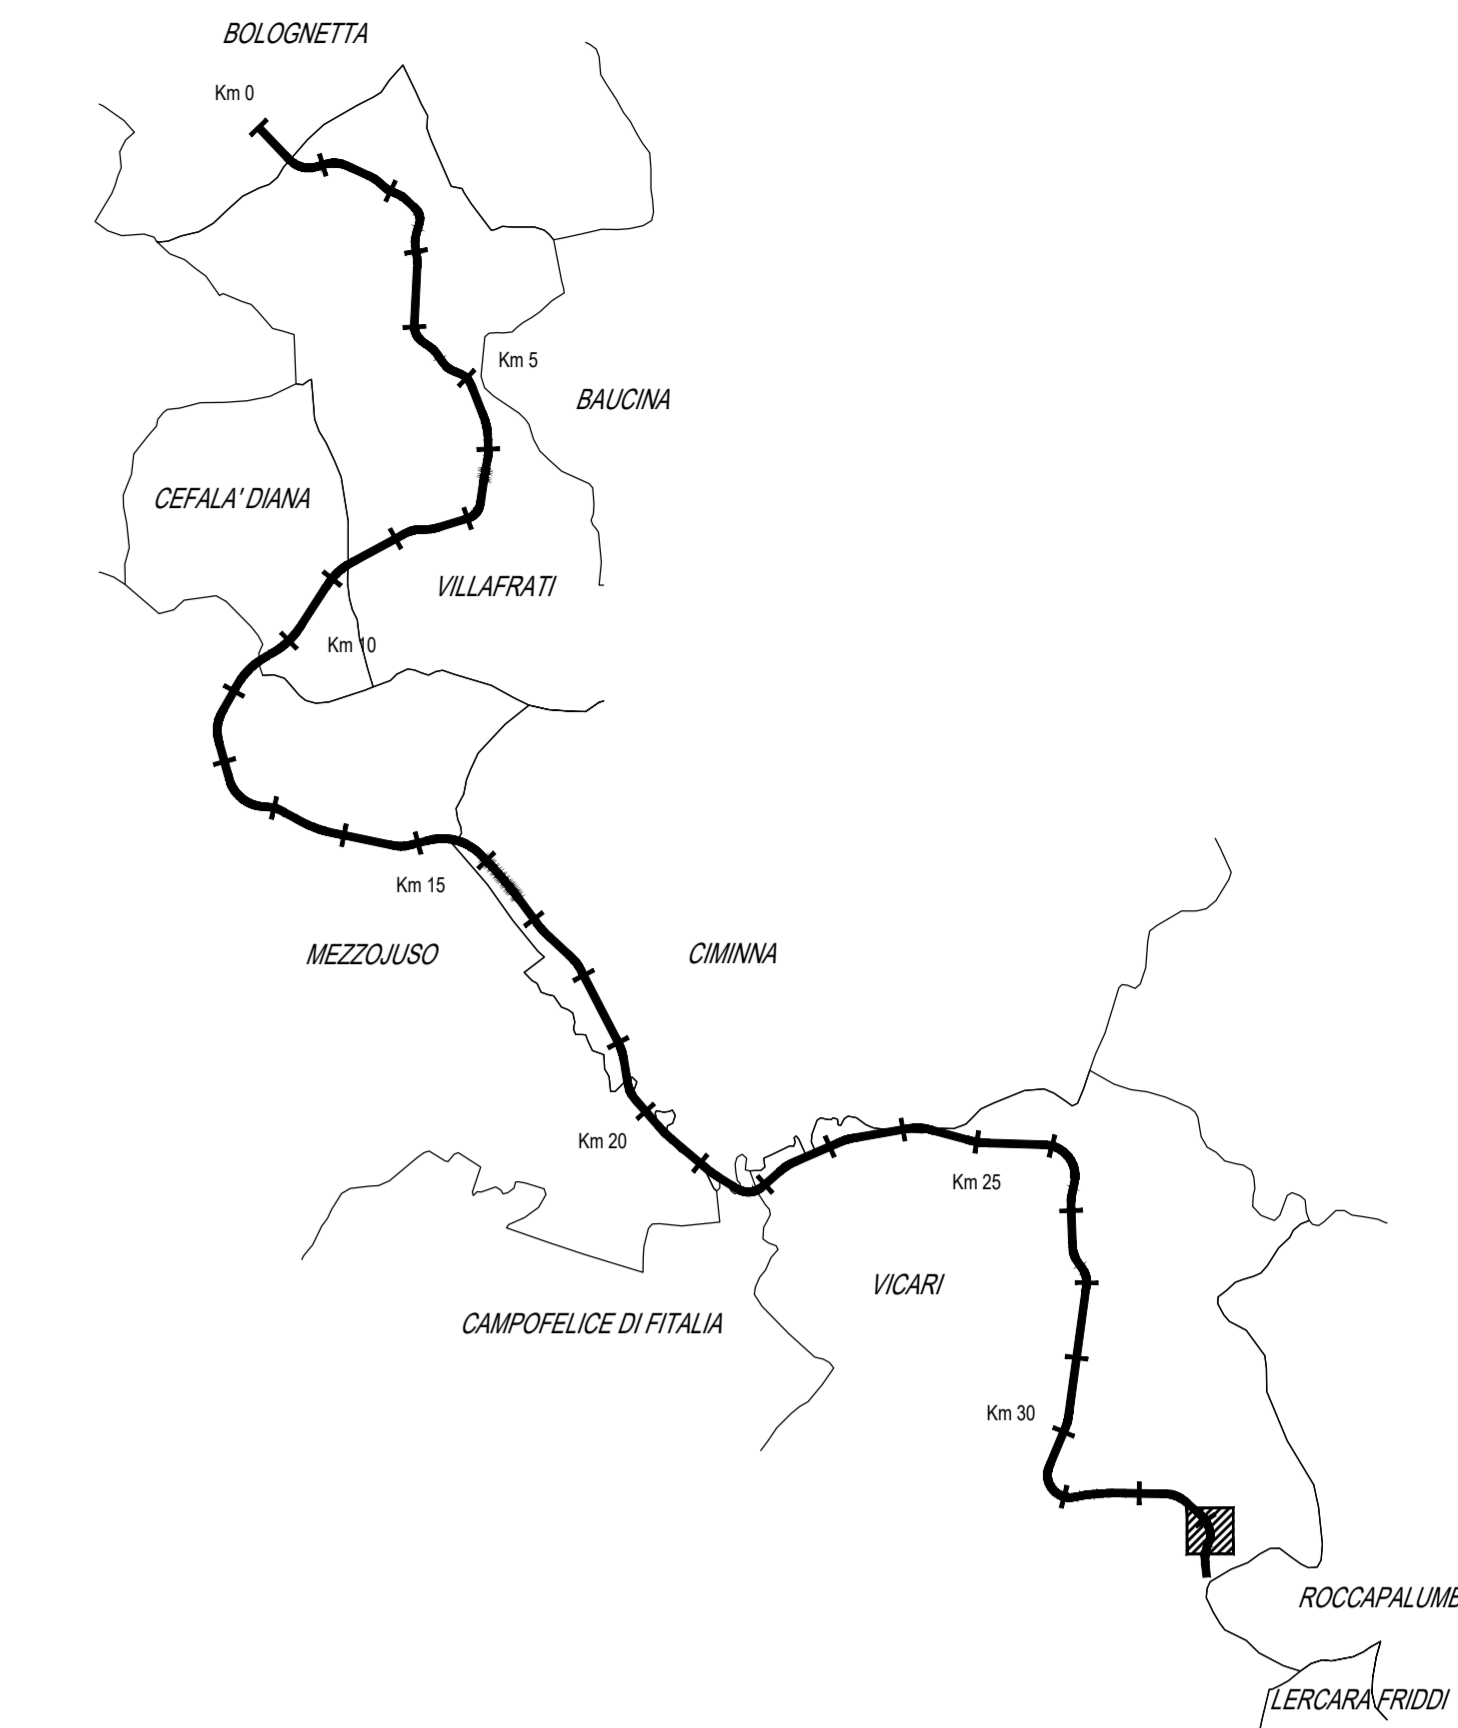 BOLOGNETTA
Km 0
Km 5
BAUCINA
CEFALA' DIANA
VILLAFRATI
Km 10
Km 15
MEZZOJUSO
CIMINNA
Km 20
Km 25
VICARI
CAMPOFELICE DI FITALIA
Km 30
ROCCAPALUMB
LERCARA FRIDDI